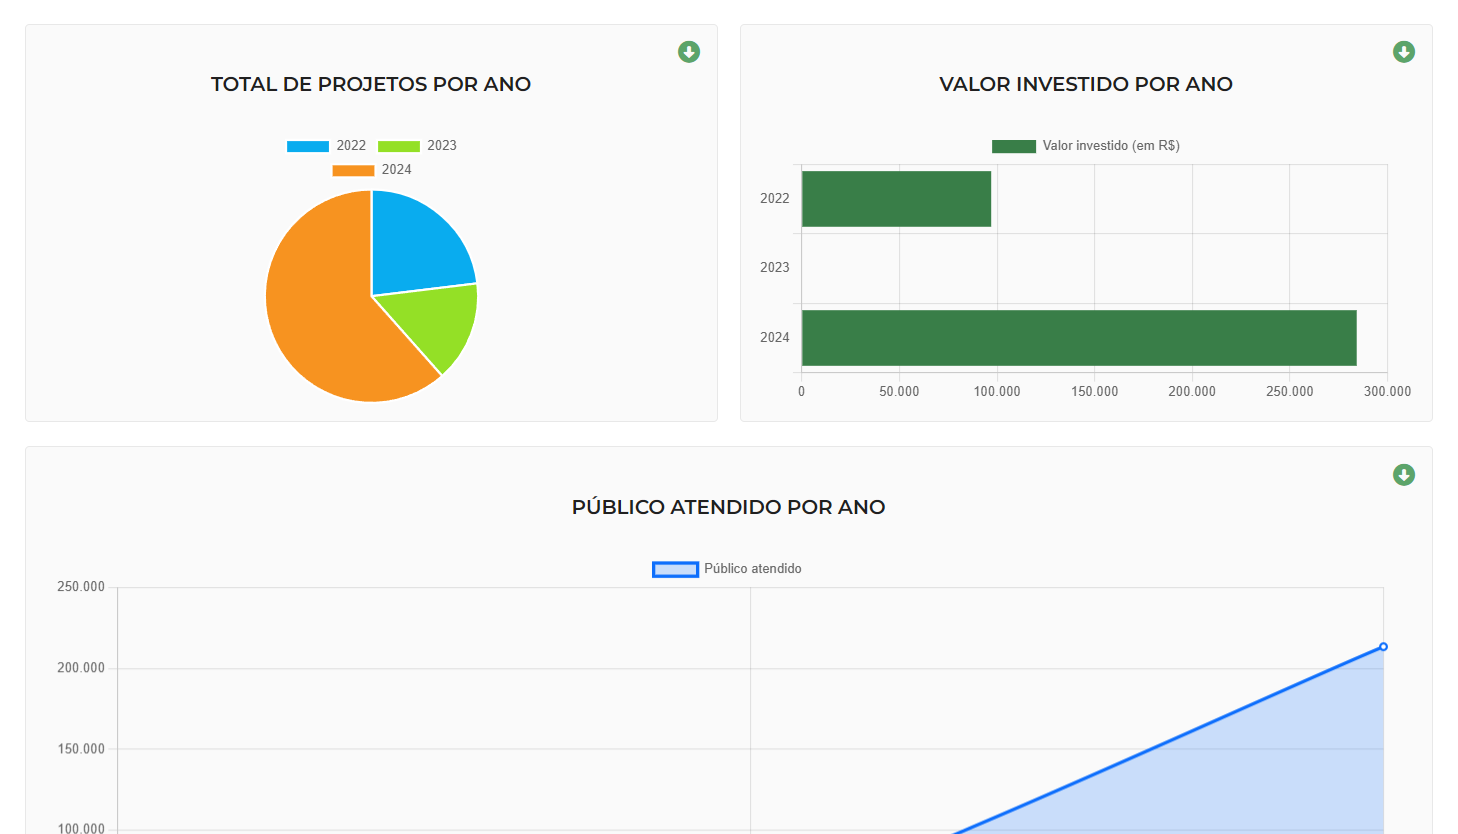 TOTAL DE PROJETOS POR ANO
2022 2023
2024
VALOR INVESTIDO POR ANO
Valor investido (em R$)
2022
2023
2024
0 50.000 100.000 150.000 200.000 250.000 300.000
PÚBLICO ATENDIDO POR ANO
Público atendido
250.000
200.000
150.000
100.000